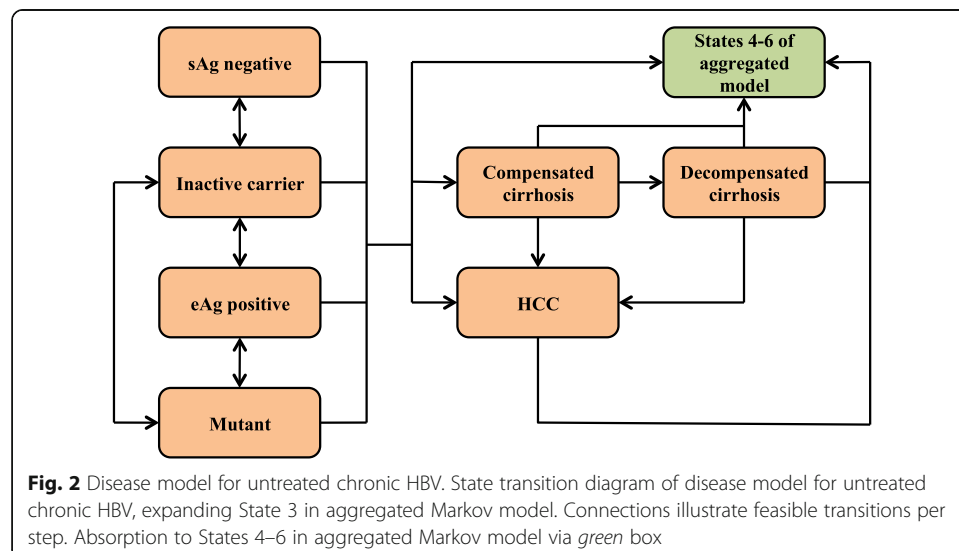 sAg negative
States 4-6 of
aggregated
model
Inactive carrier
Compensated
cirrhosis
Decompensated
cirrhosis
eAg positive
HCC
Mutant
Fig. 2 Disease model for untreated chronic HBV. State transition diagram of disease model for untreated
chronic HBV, expanding State 3 in aggregated Markov model. Connections illustrate feasible transitions per
step. Absorption to States 4–6 in aggregated Markov model via green box